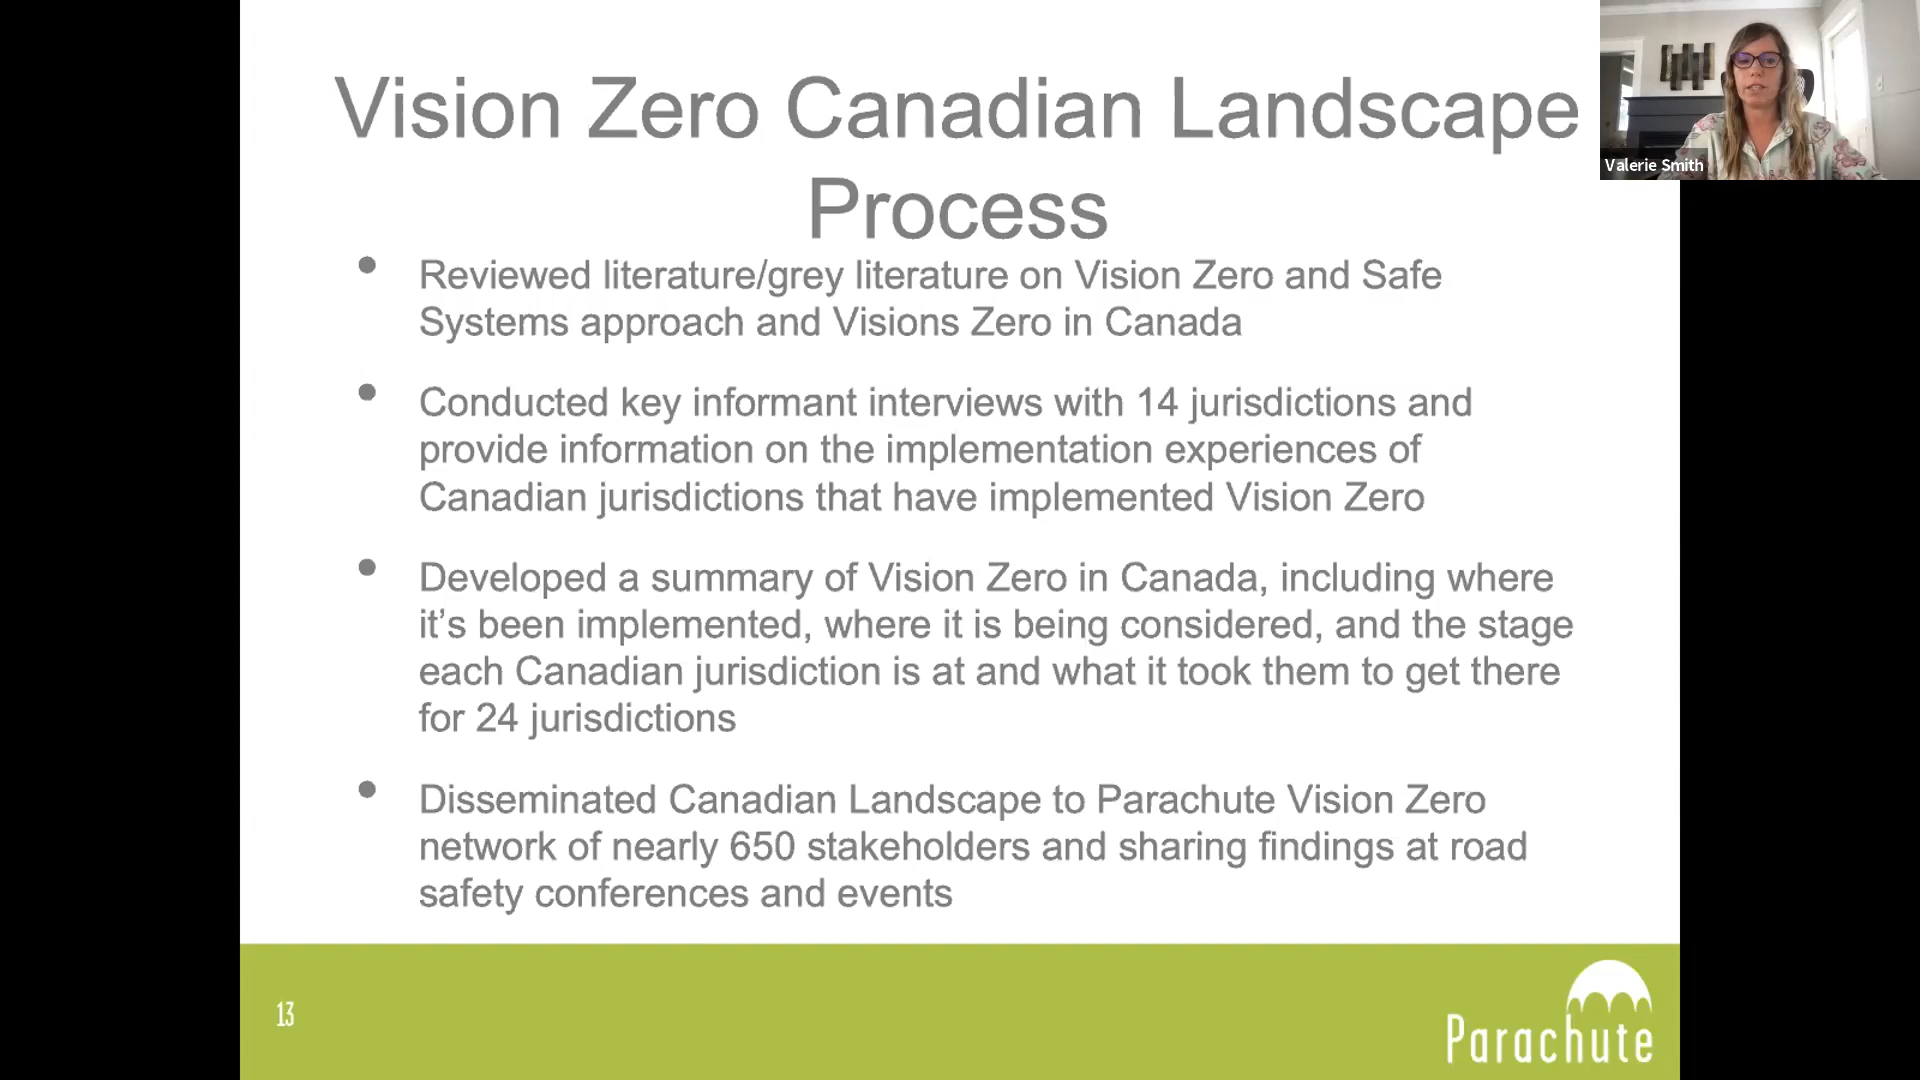 Vision Zero Canadian Landscape
Process
• Reviewed literature/grey literature on Vision Zero and Safe
Systems approach and Visions Zero in Canada
• Conducted key informant interviews with 14 jurisdictions and
provide information on the implementation experiences of
Canadian jurisdictions that have implemented Vision Zero
• Developed a summary of Vision Zero in Canada, including where
it’s been implemented, where it is being considered, and the stage
each Canadian jurisdiction is at and what it took them to get there
for 24 jurisdictions
• Disseminated Canadian Landscape to Parachute Vision Zero
network of nearly 650 stakeholders and sharing findings at road
safety conferences and events
13
Parachute
Valerie Smith